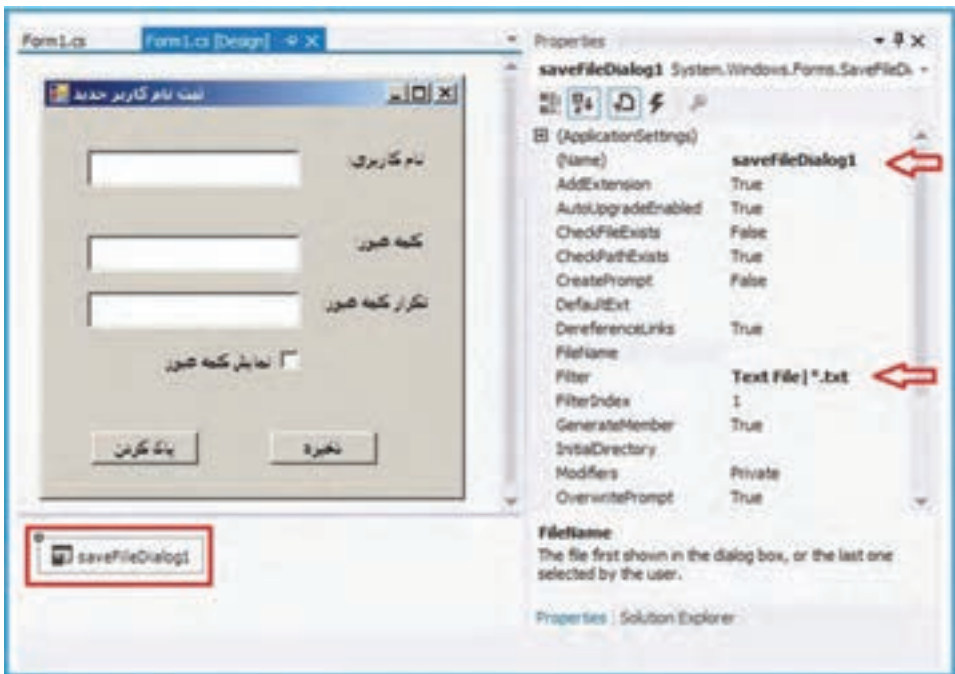 Form1.cs
Form1.cs [Design]
ثبت نام کاربر جدید
نام کاربری:
کلمه عبور:
تکرار کلمه عبور
نمایش کلمه عبور
پاک کردن
ذخیره
saveFileDialog1
Properties
saveFileDialog1 System.Windows.Forms.SaveFileDi
(ApplicationSettings)
(Name) saveFileDialog1
AddExtension True
AutoUpgradeEnabled True
CheckFileExists False
CheckPathExists True
CreatePrompt False
DefaultExt
DereferenceLinks True
FileName
Filter Text File|*.txt
FilterIndex 1
GenerateMember True
InitialDirectory
Modifiers Private
OverwritePrompt True
FileName
The file first shown in the dialog box, or the last one
selected by the user.
Properties Solution Explorer